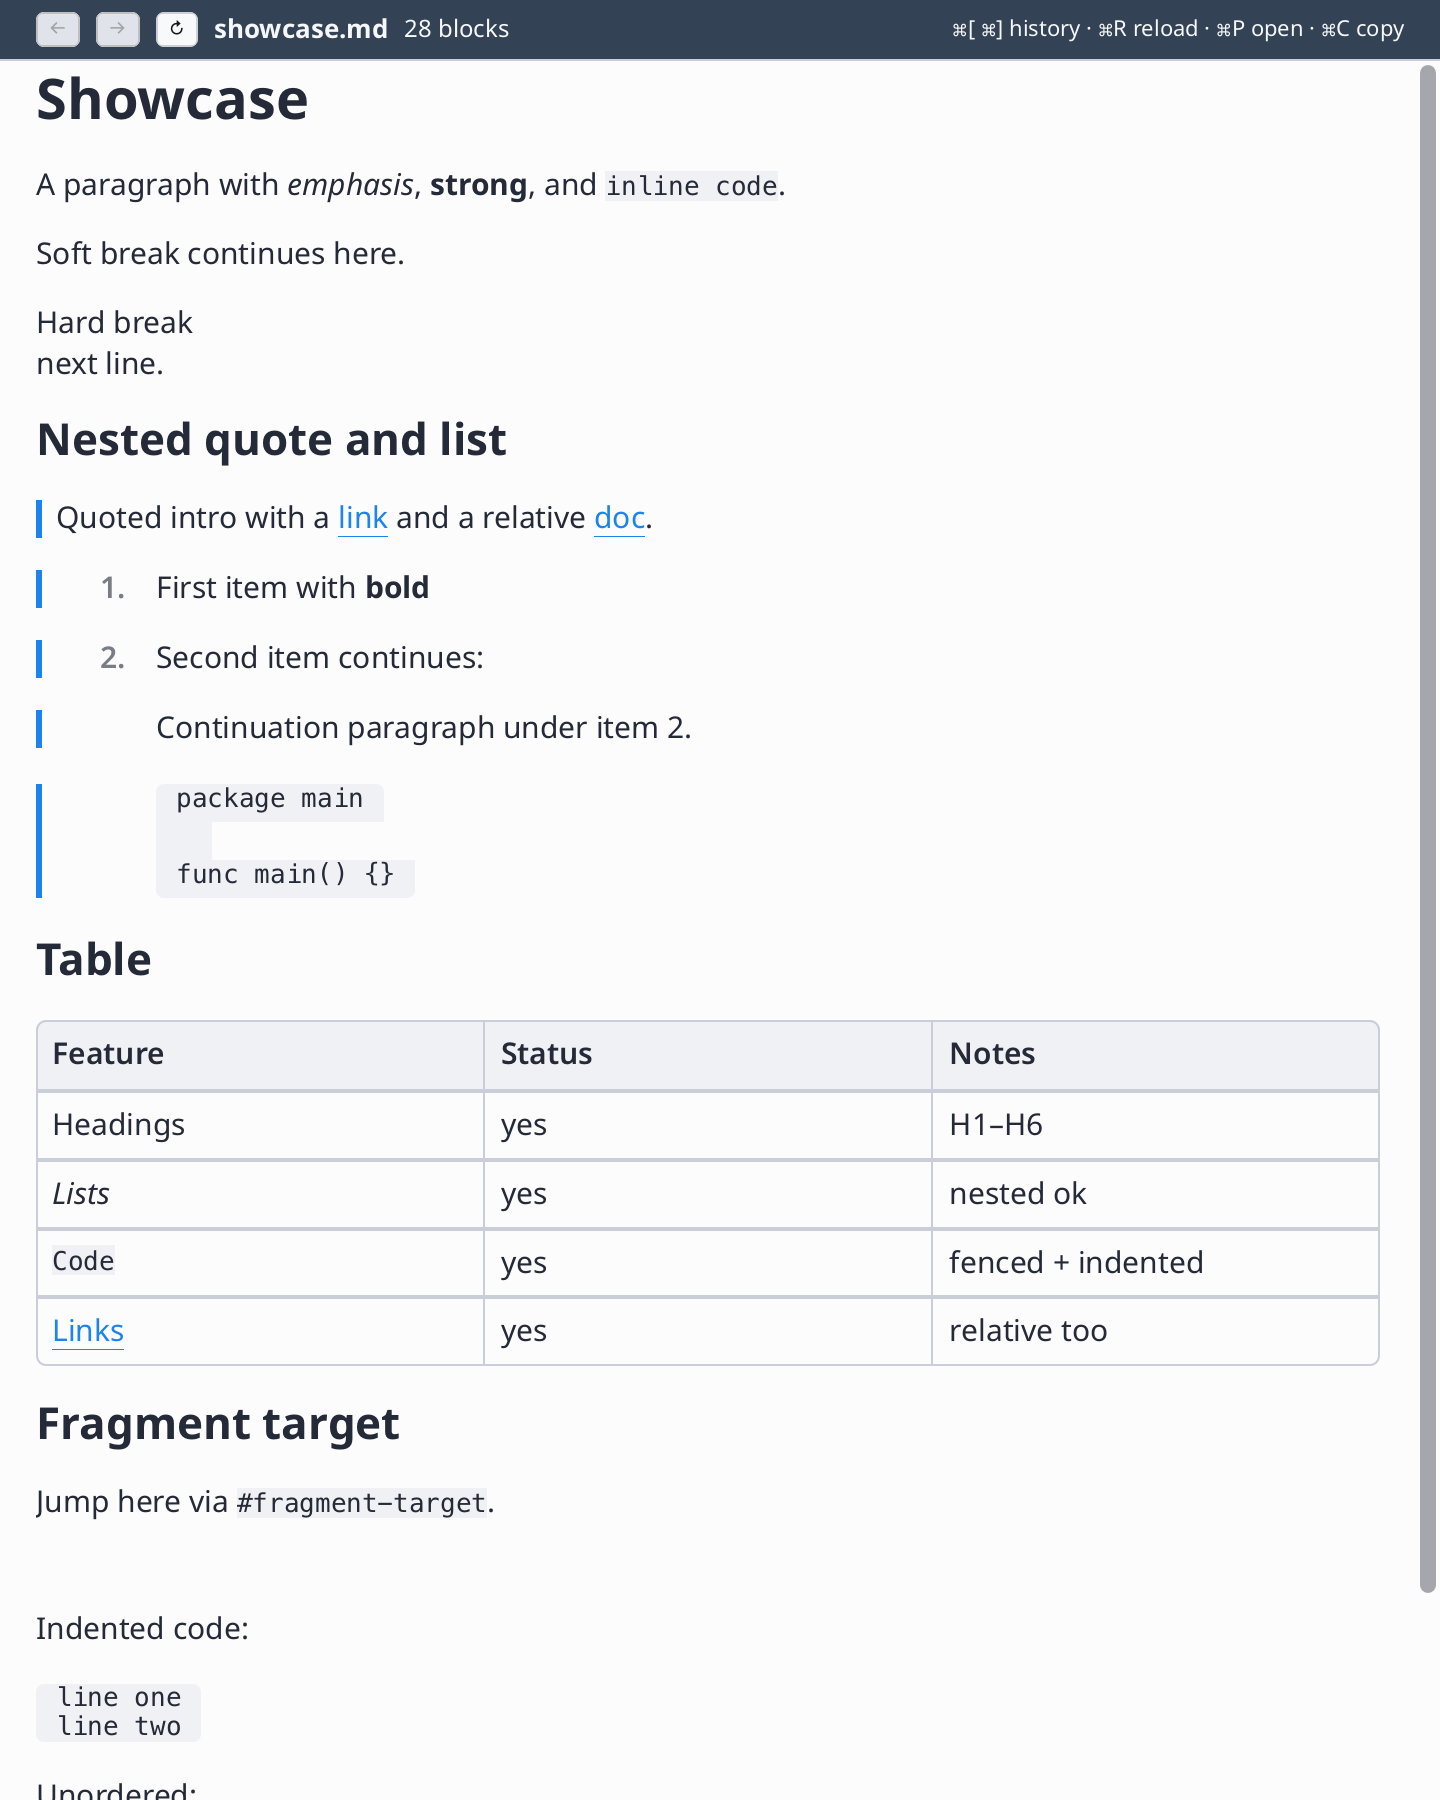 ← → ↻ showcase.md 28 blocks ⌘[ ⌘] history · ⌘R reload · ⌘P open · ⌘C copy
Showcase
A paragraph with emphasis, strong, and inline code.
Soft break continues here.
Hard break
next line.
Nested quote and list
Quoted intro with a link and a relative doc.
1. First item with bold
2. Second item continues:
Continuation paragraph under item 2.
package main
func main() {}
Table
Feature Status Notes
Headings yes H1–H6
Lists yes nested ok
Code yes fenced + indented
Links yes relative too
Fragment target
Jump here via #fragment-target.
Indented code:
line one
line two
Unordered: